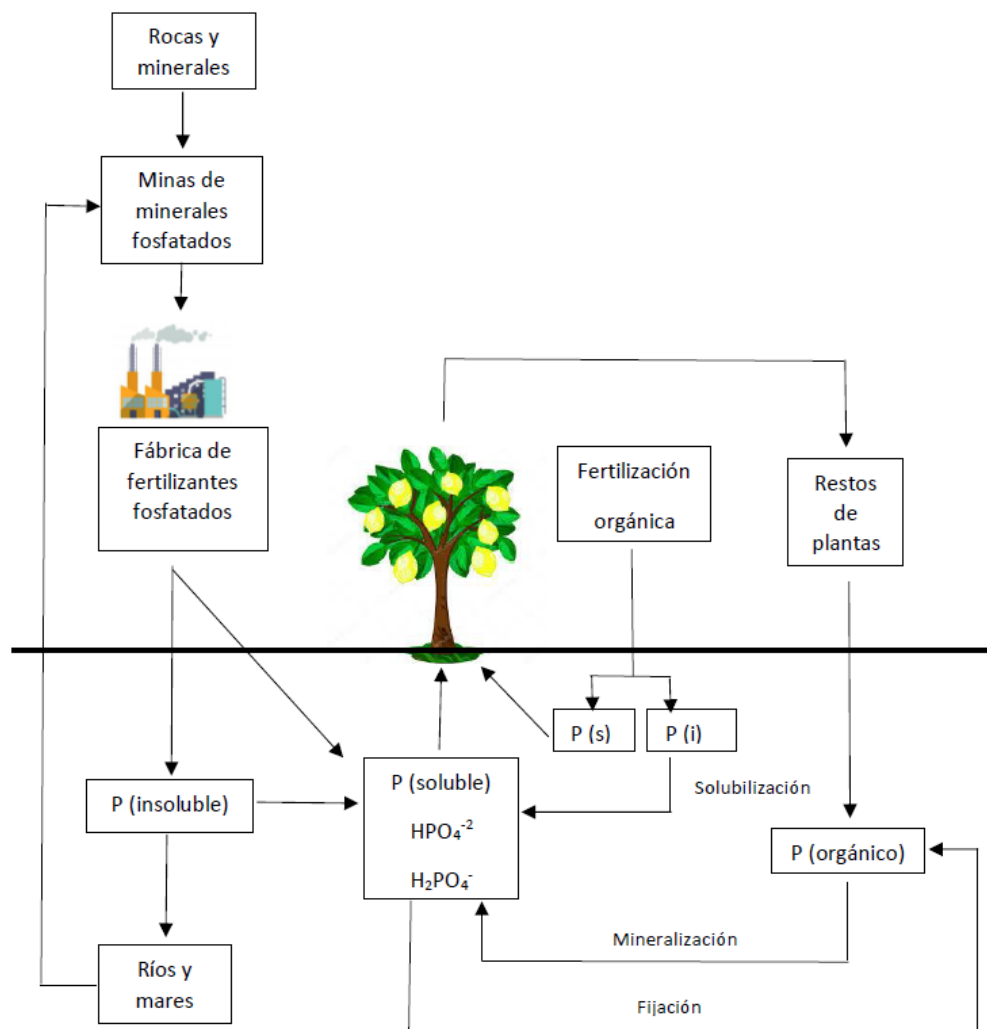 Rocas y
minerales
Minas de
minerales
fosfatados
Fábrica de
fertilizantes
fosfatados
Fertilización
orgánica
Restos
de
plantas
P (s)
P (i)
P (insoluble)
P (soluble)
HPO₄⁻²
H₂PO₄⁻
Solubilización
P (orgánico)
Mineralización
Ríos y
mares
Fijación